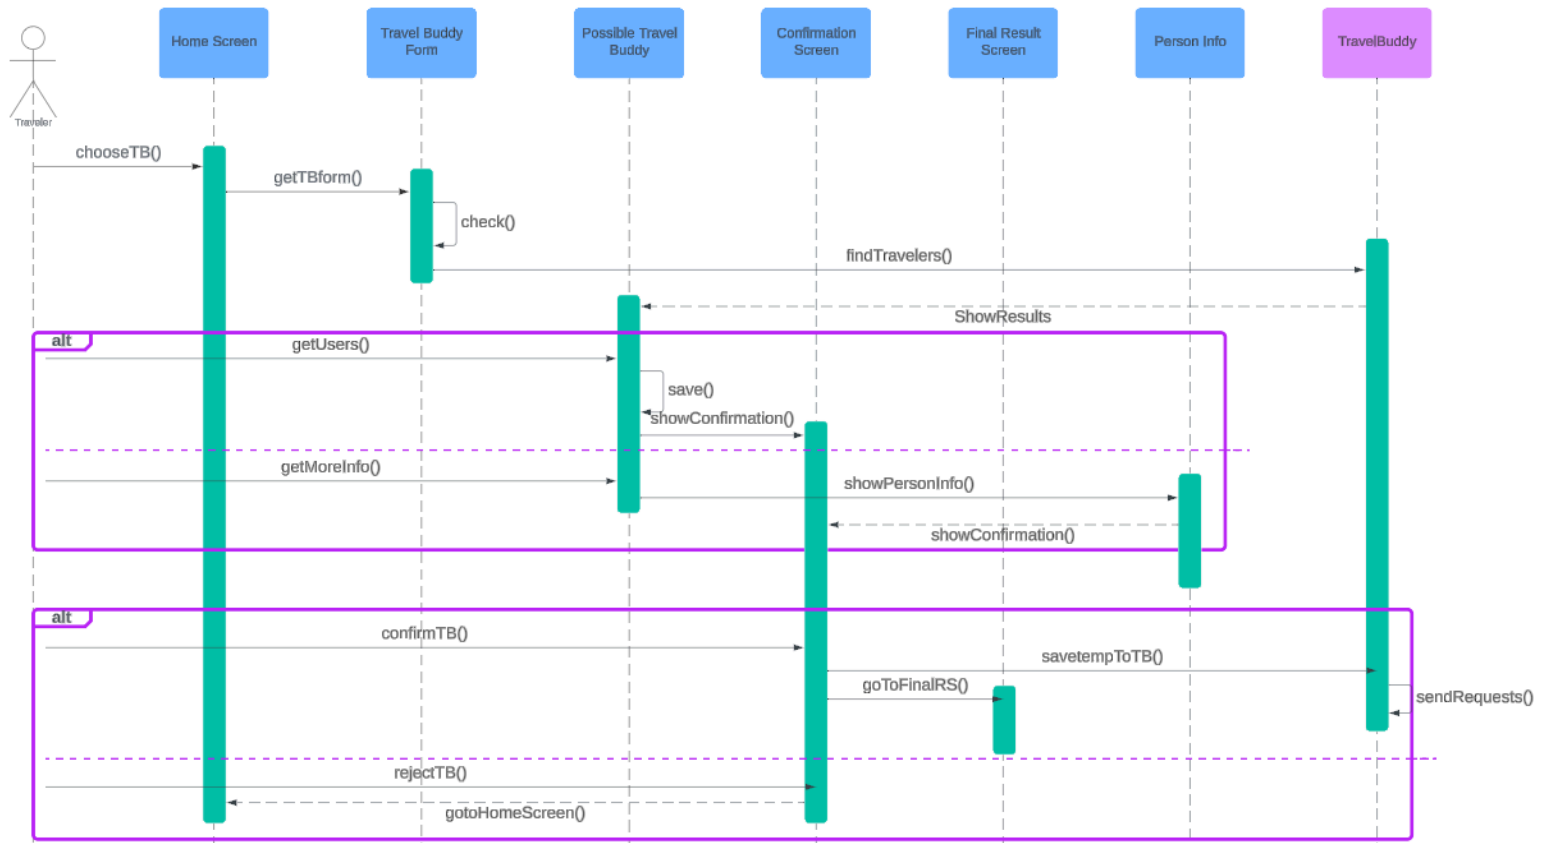 Home Screen
Travel Buddy
Form
Possible Travel
Buddy
Confirmation
Screen
Final Result
Screen
Person Info
TravelBuddy
Traveler
chooseTB()
getTBform()
check()
findTravelers()
ShowResults
alt
getUsers()
save()
showConfirmation()
getMoreInfo()
showPersonInfo()
showConfirmation()
alt
confirmTB()
savetempToTB()
goToFinalRS()
sendRequests()
rejectTB()
gotoHomeScreen()